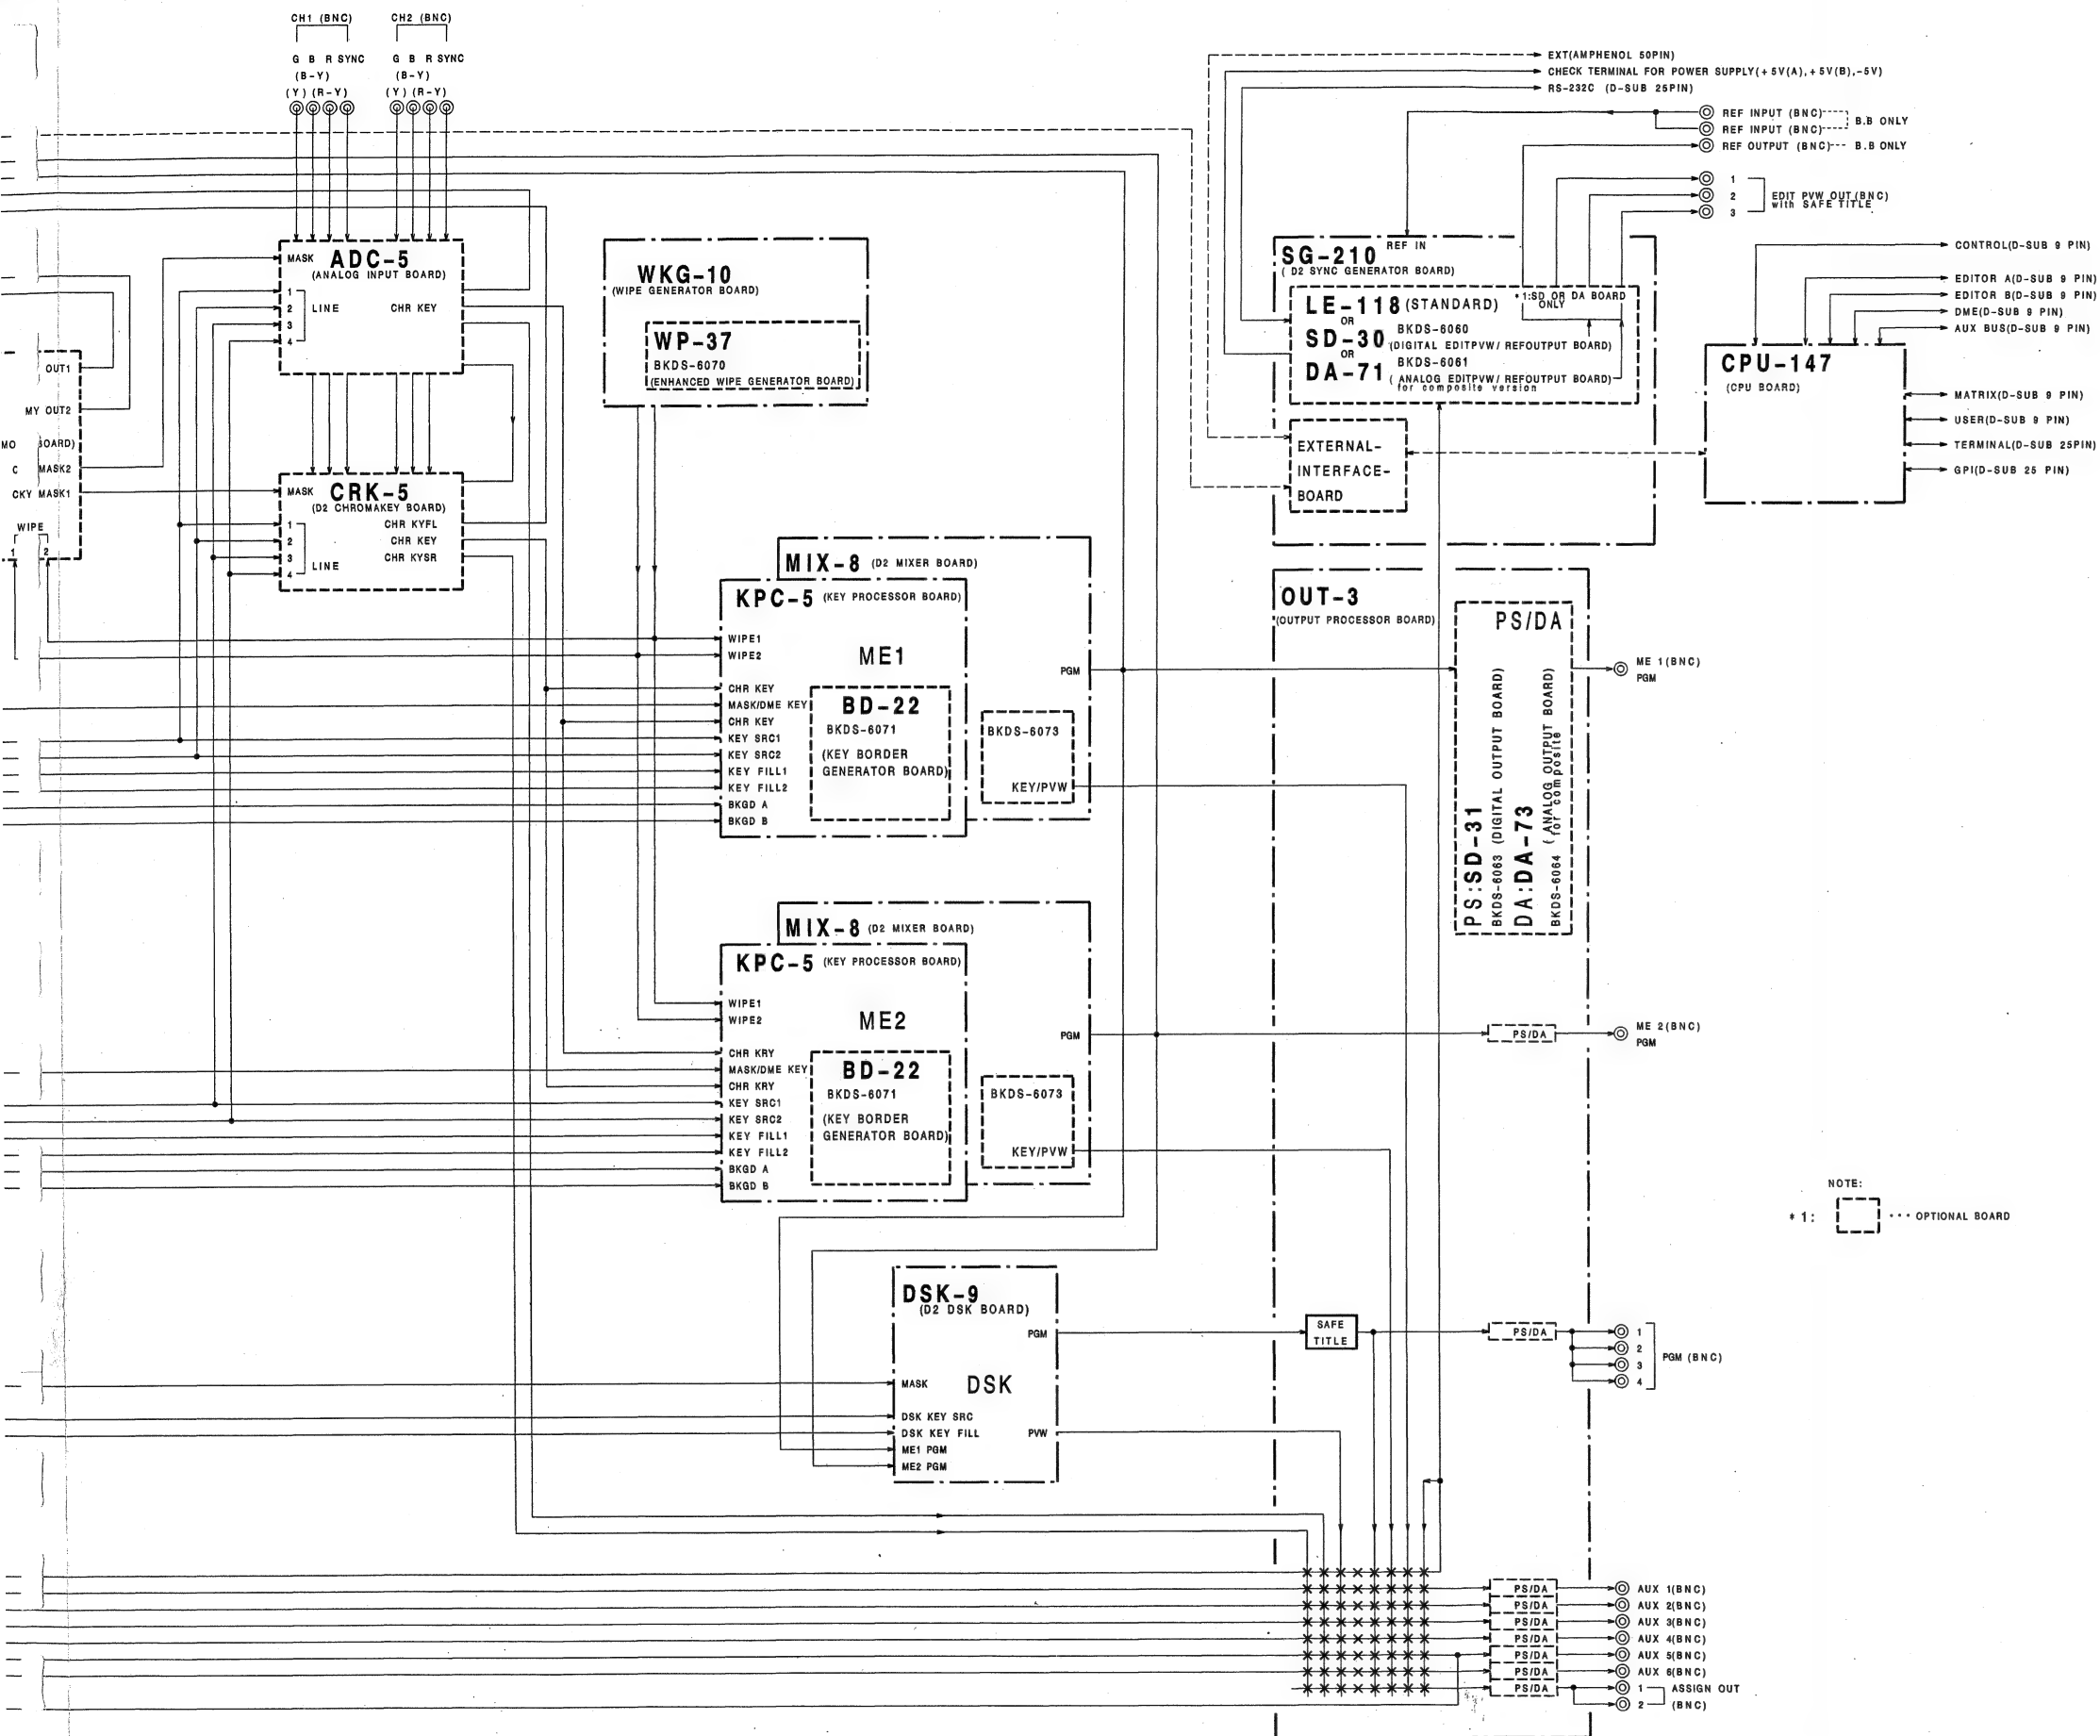 CH1 (BNC)
CH2 (BNC)
G B R SYNC
(B-Y)
(Y) (R-Y)
G B R SYNC
(B-Y)
(Y) (R-Y)
EXT(AMPHENOL 50PIN)
CHECK TERMINAL FOR POWER SUPPLY(+5V(A),+5V(B),-5V)
RS-232C (D-SUB 25PIN)
REF INPUT (BNC)
REF INPUT (BNC)
B.B ONLY
REF OUTPUT (BNC)--- B.B ONLY
1
2
3
EDIT PVW OUT(BNC)
with SAFE TITLE
ADC-5
(ANALOG INPUT BOARD)
MASK
1
2
3
4
LINE
CHR KEY
WKG-10
(WIPE GENERATOR BOARD)
WP-37
BKDS-6070
(ENHANCED WIPE GENERATOR BOARD)
REF IN
SG-210
( D2 SYNC GENERATOR BOARD)
LE-118 (STANDARD)
*1:SD OR DA BOARD
ONLY
OR
SD-30
BKDS-6060
(DIGITAL EDITPVW/ REFOUTPUT BOARD)
OR
DA-71
BKDS-6061
( ANALOG EDITPVW/ REFOUTPUT BOARD)
for composite version
EXTERNAL-
INTERFACE-
BOARD
CPU-147
(CPU BOARD)
CONTROL(D-SUB 9 PIN)
EDITOR A(D-SUB 9 PIN)
EDITOR B(D-SUB 9 PIN)
DME(D-SUB 9 PIN)
AUX BUS(D-SUB 9 PIN)
MATRIX(D-SUB 9 PIN)
USER(D-SUB 9 PIN)
TERMINAL(D-SUB 25PIN)
GPI(D-SUB 25 PIN)
OUT1
MY OUT2
MO
OARD)
C
MASK2
CKY MASK1
WIPE
1
2
MASK
CRK-5
(D2 CHROMAKEY BOARD)
1
2
3
4
LINE
CHR KYFL
CHR KEY
CHR KYSR
MIX-8 (D2 MIXER BOARD)
KPC-5 (KEY PROCESSOR BOARD)
WIPE1
WIPE2
ME1
PGM
CHR KEY
MASK/DME KEY
CHR KEY
KEY SRC1
KEY SRC2
KEY FILL1
KEY FILL2
BKGD A
BKGD B
BD-22
BKDS-6071
(KEY BORDER
GENERATOR BOARD)
BKDS-6073
KEY/PVW
OUT-3
(OUTPUT PROCESSOR BOARD)
PS/DA
PS:SD-31
BKDS-6063 (DIGITAL OUTPUT BOARD)
DA:DA-73
BKDS-6064 ( ANALOG OUTPUT BOARD)
for composite
ME 1(BNC)
PGM
MIX-8 (D2 MIXER BOARD)
KPC-5 (KEY PROCESSOR BOARD)
WIPE1
WIPE2
ME2
PGM
CHR KRY
MASK/DME KEY
CHR KRY
KEY SRC1
KEY SRC2
KEY FILL1
KEY FILL2
BKGD A
BKGD B
BD-22
BKDS-6071
(KEY BORDER
GENERATOR BOARD)
BKDS-6073
KEY/PVW
PS/DA
ME 2(BNC)
PGM
NOTE:
*1:
••• OPTIONAL BOARD
DSK-9
(D2 DSK BOARD)
PGM
MASK
DSK
DSK KEY SRC
DSK KEY FILL
PVW
ME1 PGM
ME2 PGM
SAFE
TITLE
PS/DA
1
2
3
4
PGM (BNC)
PS/DA
AUX 1(BNC)
PS/DA
AUX 2(BNC)
PS/DA
AUX 3(BNC)
PS/DA
AUX 4(BNC)
PS/DA
AUX 5(BNC)
PS/DA
AUX 6(BNC)
PS/DA
1
2
ASSIGN OUT
(BNC)